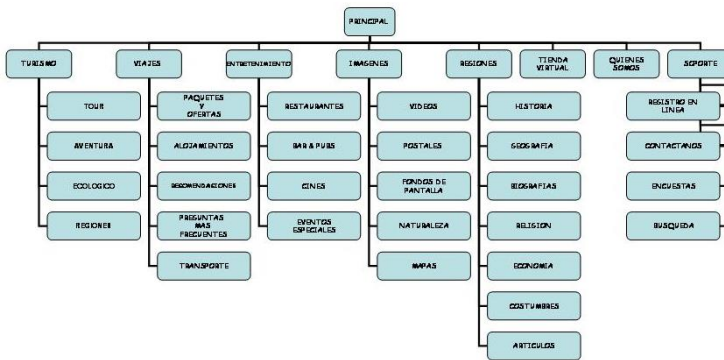 PRINCIPAL
TURISMO
VIAJES
ENTRETENIMIENTO
IMAGENES
REGIONES
TIENDA
VIRTUAL
QUIENES
SOMOS
SOPORTE
TOUR
AVENTURA
ECOLOGICO
REGIONES
PAQUETES
Y
OFERTAS
ALOJAMIENTOS
RECOMENDACIONES
PREGUNTAS
MAS
FRECUENTES
TRANSPORTE
RESTAURANTES
BAR & PUBS
CINES
EVENTOS
ESPECIALES
VIDEOS
POSTALES
FONDOS DE
PANTALLA
NATURALEZA
MAPAS
HISTORIA
GEOGRAFIA
BIOGRAFIAS
RELIGION
ECONOMIA
COSTUMBRES
ARTICULOS
REGISTRO EN
LINEA
CONTACTANOS
ENCUESTAS
BUSQUEDA